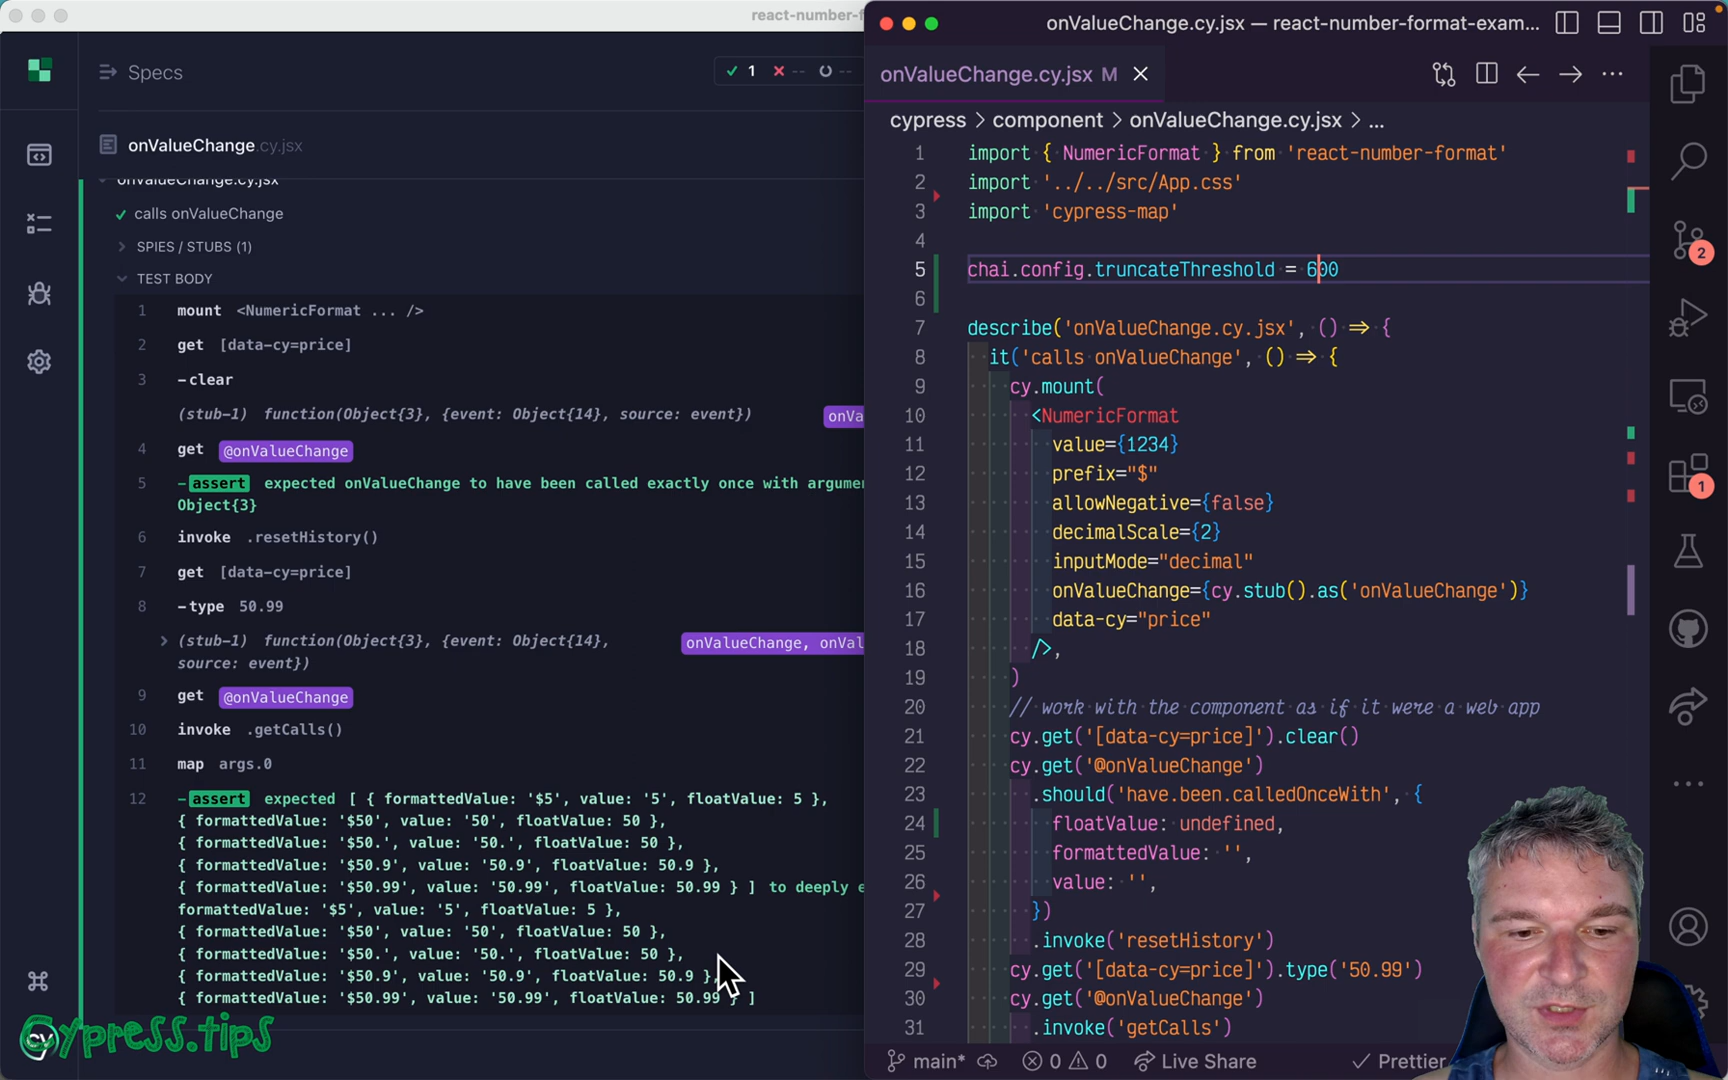 react-number-f
Specs
1 -- --
onValueChange.cy.jsx
onValueChange.cy.jsx
calls onValueChange
SPIES / STUBS (1)
TEST BODY
1 mount <NumericFormat ... />
2 get [data-cy=price]
3 -clear
(stub-1) function(Object{3}, {event: Object{14}, source: event}) onVa
4 get @onValueChange
5 -assert expected onValueChange to have been called exactly once with argumen
Object{3}
6 invoke .resetHistory()
7 get [data-cy=price]
8 -type 50.99
(stub-1) function(Object{3}, {event: Object{14}, onValueChange, onVal
source: event})
9 get @onValueChange
10 invoke .getCalls()
11 map args.0
12 -assert expected [ { formattedValue: '$5', value: '5', floatValue: 5 },
{ formattedValue: '$50', value: '50', floatValue: 50 },
{ formattedValue: '$50.', value: '50.', floatValue: 50 },
{ formattedValue: '$50.9', value: '50.9', floatValue: 50.9 },
{ formattedValue: '$50.99', value: '50.99', floatValue: 50.99 } ] to deeply e
formattedValue: '$5', value: '5', floatValue: 5 },
{ formattedValue: '$50', value: '50', floatValue: 50 },
{ formattedValue: '$50.', value: '50.', floatValue: 50 },
{ formattedValue: '$50.9', value: '50.9', floatValue: 50.9 },
{ formattedValue: '$50.99', value: '50.99', floatValue: 50.99 } ]
Cypress.tips
onValueChange.cy.jsx — react-number-format-exam...
onValueChange.cy.jsx M
cypress > component > onValueChange.cy.jsx > ...
1 import { NumericFormat } from 'react-number-format'
2 import '../../src/App.css'
3 import 'cypress-map'
4
5 chai.config.truncateThreshold = 600
6
7 describe('onValueChange.cy.jsx', () => {
8 it('calls onValueChange', () => {
9 cy.mount(
10 <NumericFormat
11 value={1234}
12 prefix="$"
13 allowNegative={false}
14 decimalScale={2}
15 inputMode="decimal"
16 onValueChange={cy.stub().as('onValueChange')}
17 data-cy="price"
18 />,
19 )
20 // work with the component as if it were a web app
21 cy.get('[data-cy=price]').clear()
22 cy.get('@onValueChange')
23 .should('have.been.calledOnceWith', {
24 floatValue: undefined,
25 formattedValue: '',
26 value: '',
27 })
28 .invoke('resetHistory')
29 cy.get('[data-cy=price]').type('50.99')
30 cy.get('@onValueChange')
31 .invoke('getCalls')
2
1
main* 0 0 Live Share Prettier